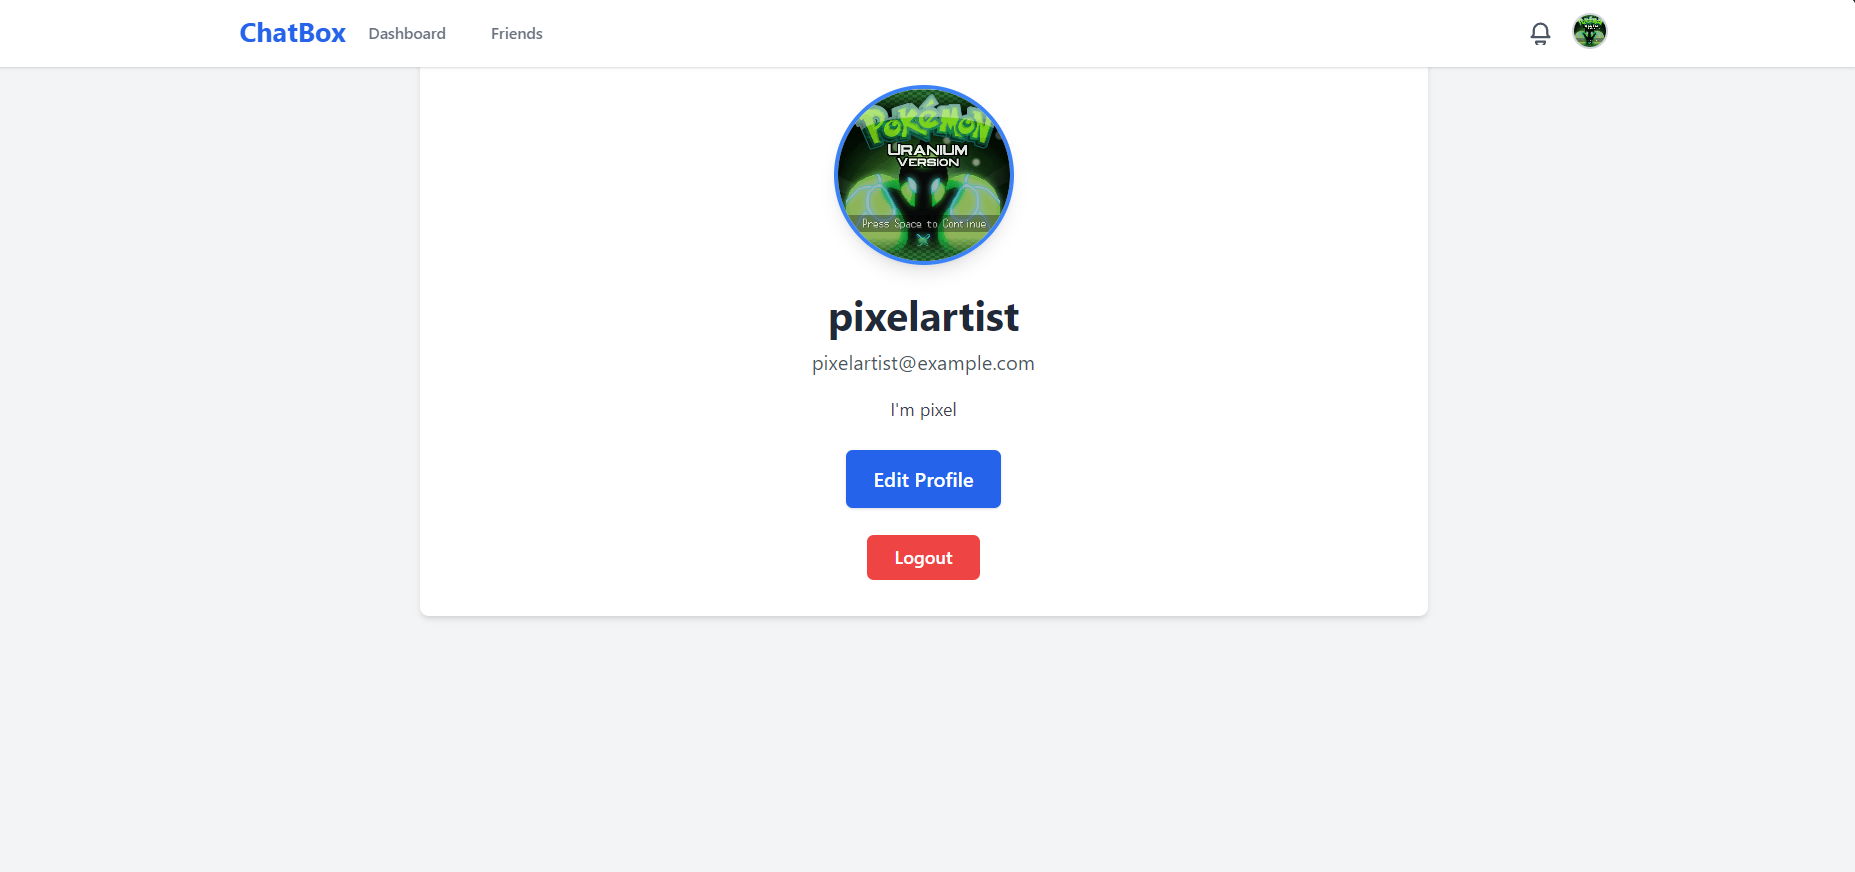 ChatBox Dashboard Friends
POKéMON
URANIUM
VERSION
Press Space to Continue
pixelartist
pixelartist@example.com
I'm pixel
Edit Profile
Logout